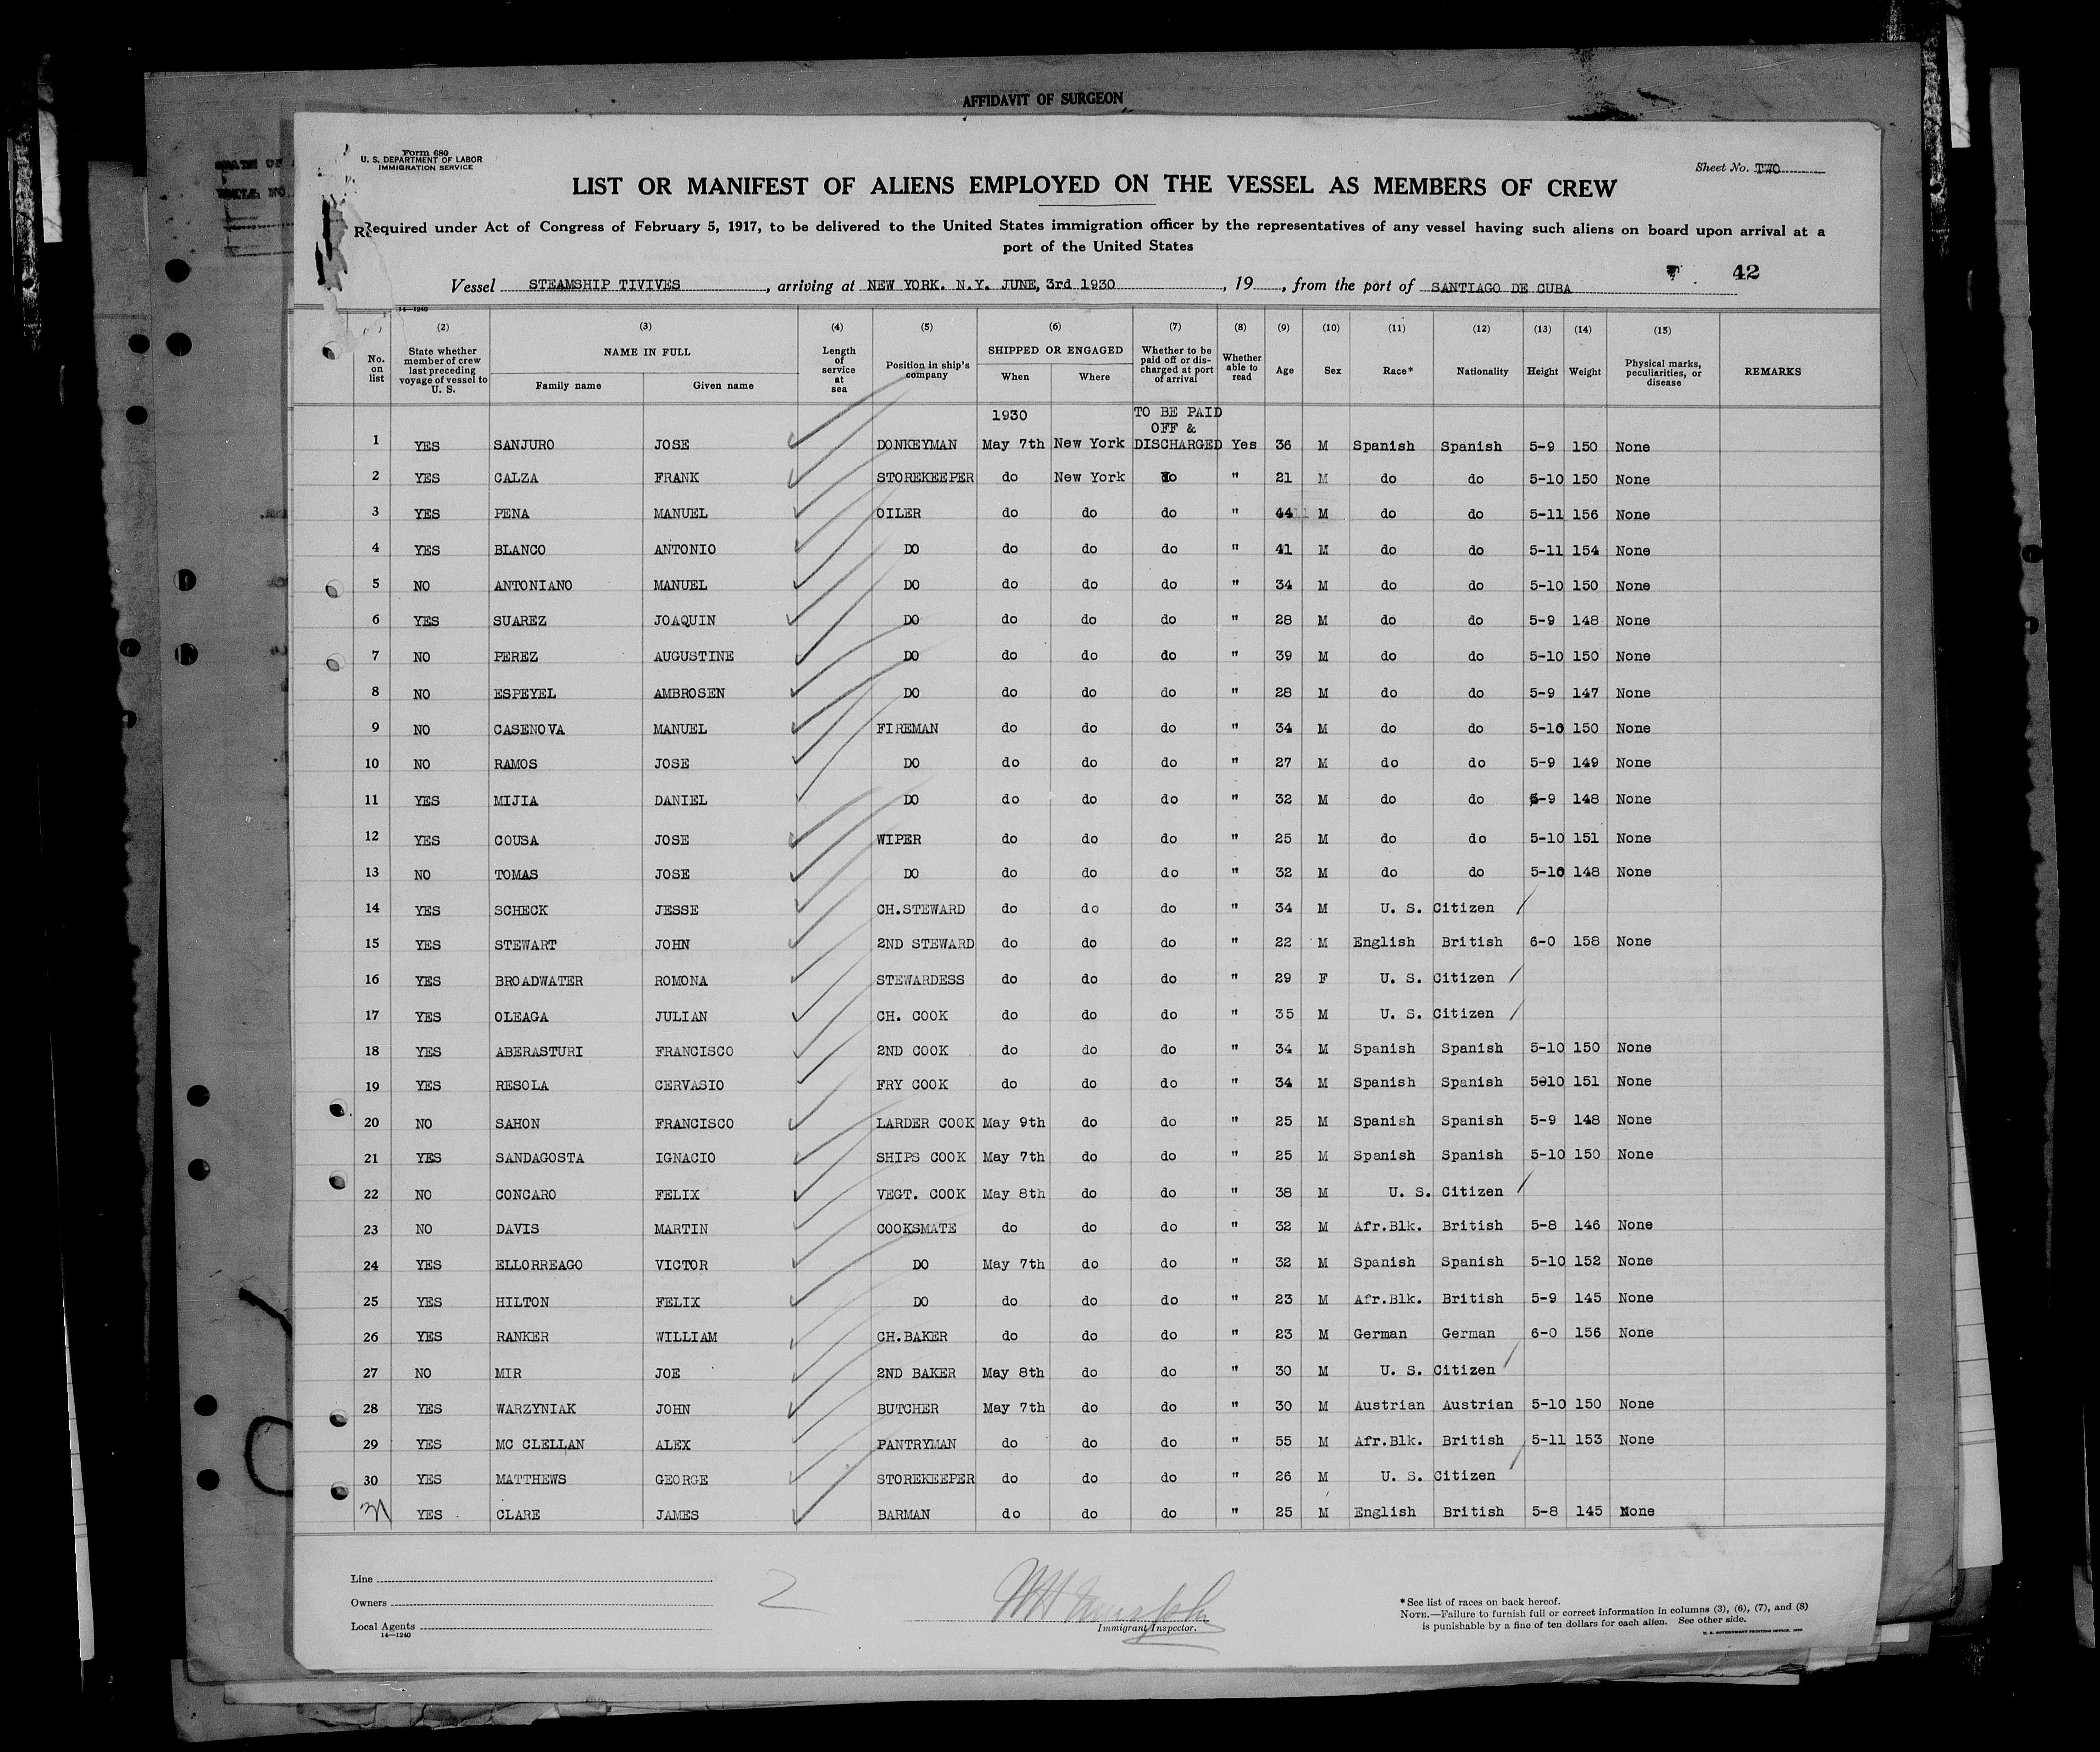 AFFIDAVIT OF SURGEON
Form 680
U. S. DEPARTMENT OF LABOR
IMMIGRATION SERVICE
Sheet No. TWO
LIST OR MANIFEST OF ALIENS EMPLOYED ON THE VESSEL AS MEMBERS OF CREW
Required under Act of Congress of February 5, 1917, to be delivered to the United States immigration officer by the representatives of any vessel having such aliens on board upon arrival at a
port of the United States
42
Vessel STEAMSHIP TIVIVES, arriving at NEW YORK. N.Y. JUNE, 3rd 1930, 19, from the port of SANTIAGO DE CUBA
14—1240
(2) (3) (4) (5) (6) (7) (8) (9) (10) (11) (12) (13) (14) (15)
No. on list State whether member of crew last preceding voyage of vessel to U. S. NAME IN FULL Family name Given name Length of service at sea Position in ship's company SHIPPED OR ENGAGED When Where Whether to be paid off or discharged at port of arrival Whether able to read Age Sex Race* Nationality Height Weight Physical marks, peculiarities, or disease REMARKS
1930 TO BE PAID
OFF &
1 YES SANJURO JOSE DONKEYMAN May 7th New York DISCHARGED Yes 36 M Spanish Spanish 5-9 150 None
2 YES CALZA FRANK STOREKEEPER do New York do " 21 M do do 5-10 150 None
3 YES PENA MANUEL OILER do do do " 44 M do do 5-11 156 None
4 YES BLANCO ANTONIO DO do do do " 41 M do do 5-11 154 None
5 NO ANTONIANO MANUEL DO do do do " 34 M do do 5-10 150 None
6 YES SUAREZ JOAQUIN DO do do do " 28 M do do 5-9 148 None
7 NO PEREZ AUGUSTINE DO do do do " 39 M do do 5-10 150 None
8 NO ESPEYEL AMBROSEN DO do do do " 28 M do do 5-9 147 None
9 NO CASENOVA MANUEL FIREMAN do do do " 34 M do do 5-10 150 None
10 NO RAMOS JOSE DO do do do " 27 M do do 5-9 149 None
11 YES MIJIA DANIEL DO do do do " 32 M do do 5-9 148 None
12 YES COUSA JOSE WIPER do do do " 25 M do do 5-10 151 None
13 NO TOMAS JOSE DO do do do " 32 M do do 5-10 148 None
14 YES SCHECK JESSE CH.STEWARD do do do " 34 M U. S. Citizen
15 YES STEWART JOHN 2ND STEWARD do do do " 22 M English British 6-0 158 None
16 YES BROADWATER ROMONA STEWARDESS do do do " 29 F U. S. Citizen
17 YES OLEAGA JULIAN CH. COOK do do do " 35 M U. S. Citizen
18 YES ABERASTURI FRANCISCO 2ND COOK do do do " 34 M Spanish Spanish 5-10 150 None
19 YES RESOLA CERVASIO FRY COOK do do do " 34 M Spanish Spanish 5010 151 None
20 NO SAHON FRANCISCO LARDER COOK May 9th do do " 25 M Spanish Spanish 5-9 148 None
21 YES SANDAGOSTA IGNACIO SHIPS COOK May 7th do do " 25 M Spanish Spanish 5-10 150 None
22 NO CONCARO FELIX VEGT. COOK May 8th do do " 38 M U. S. Citizen
23 NO DAVIS MARTIN COOKSMATE do do do " 32 M Afr.Blk. British 5-8 146 None
24 YES ELLORREAGO VICTOR DO May 7th do do " 32 M Spanish Spanish 5-10 152 None
25 YES HILTON FELIX DO do do do " 23 M Afr.Blk. British 5-9 145 None
26 YES RANKER WILLIAM CH.BAKER do do do " 23 M German German 6-0 156 None
27 NO MIR JOE 2ND BAKER May 8th do do " 30 M U. S. Citizen
28 YES WARZYNIAK JOHN BUTCHER May 7th do do " 30 M Austrian Austrian 5-10 150 None
29 YES MC CLELLAN ALEX PANTRYMAN do do do " 55 M Afr.Blk. British 5-11 153 None
30 YES MATTHEWS GEORGE STOREKEEPER do do do " 26 M U. S. Citizen
31 YES CLARE JAMES BARMAN do do do " 25 M English British 5-8 145 None
Line
Owners
Local Agents
14—1240
2
Immigrant Inspector.
*See list of races on back hereof.
NOTE.—Failure to furnish full or correct information in columns (3), (6), (7), and (8)
is punishable by a fine of ten dollars for each alien. See other side.